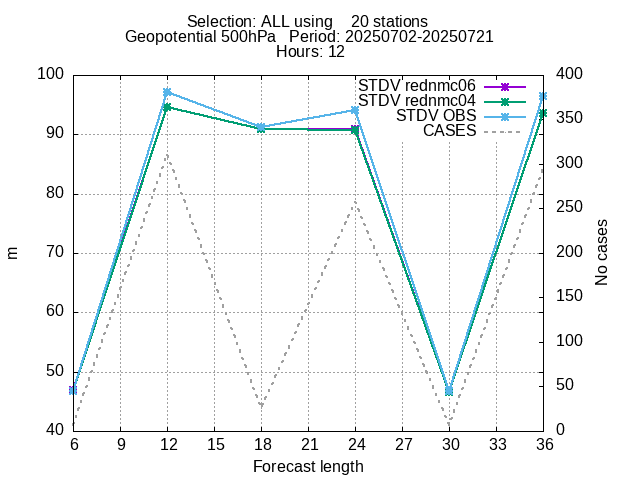 Selection: ALL using    20 stations
Geopotential 500hPa   Period: 20250702-20250721
Hours: 12
STDV rednmc06
STDV rednmc04
STDV OBS
CASES
100
90
80
70
60
50
40
400
350
300
250
200
150
100
50
0
m
No cases
6 9 12 15 18 21 24 27 30 33 36
Forecast length